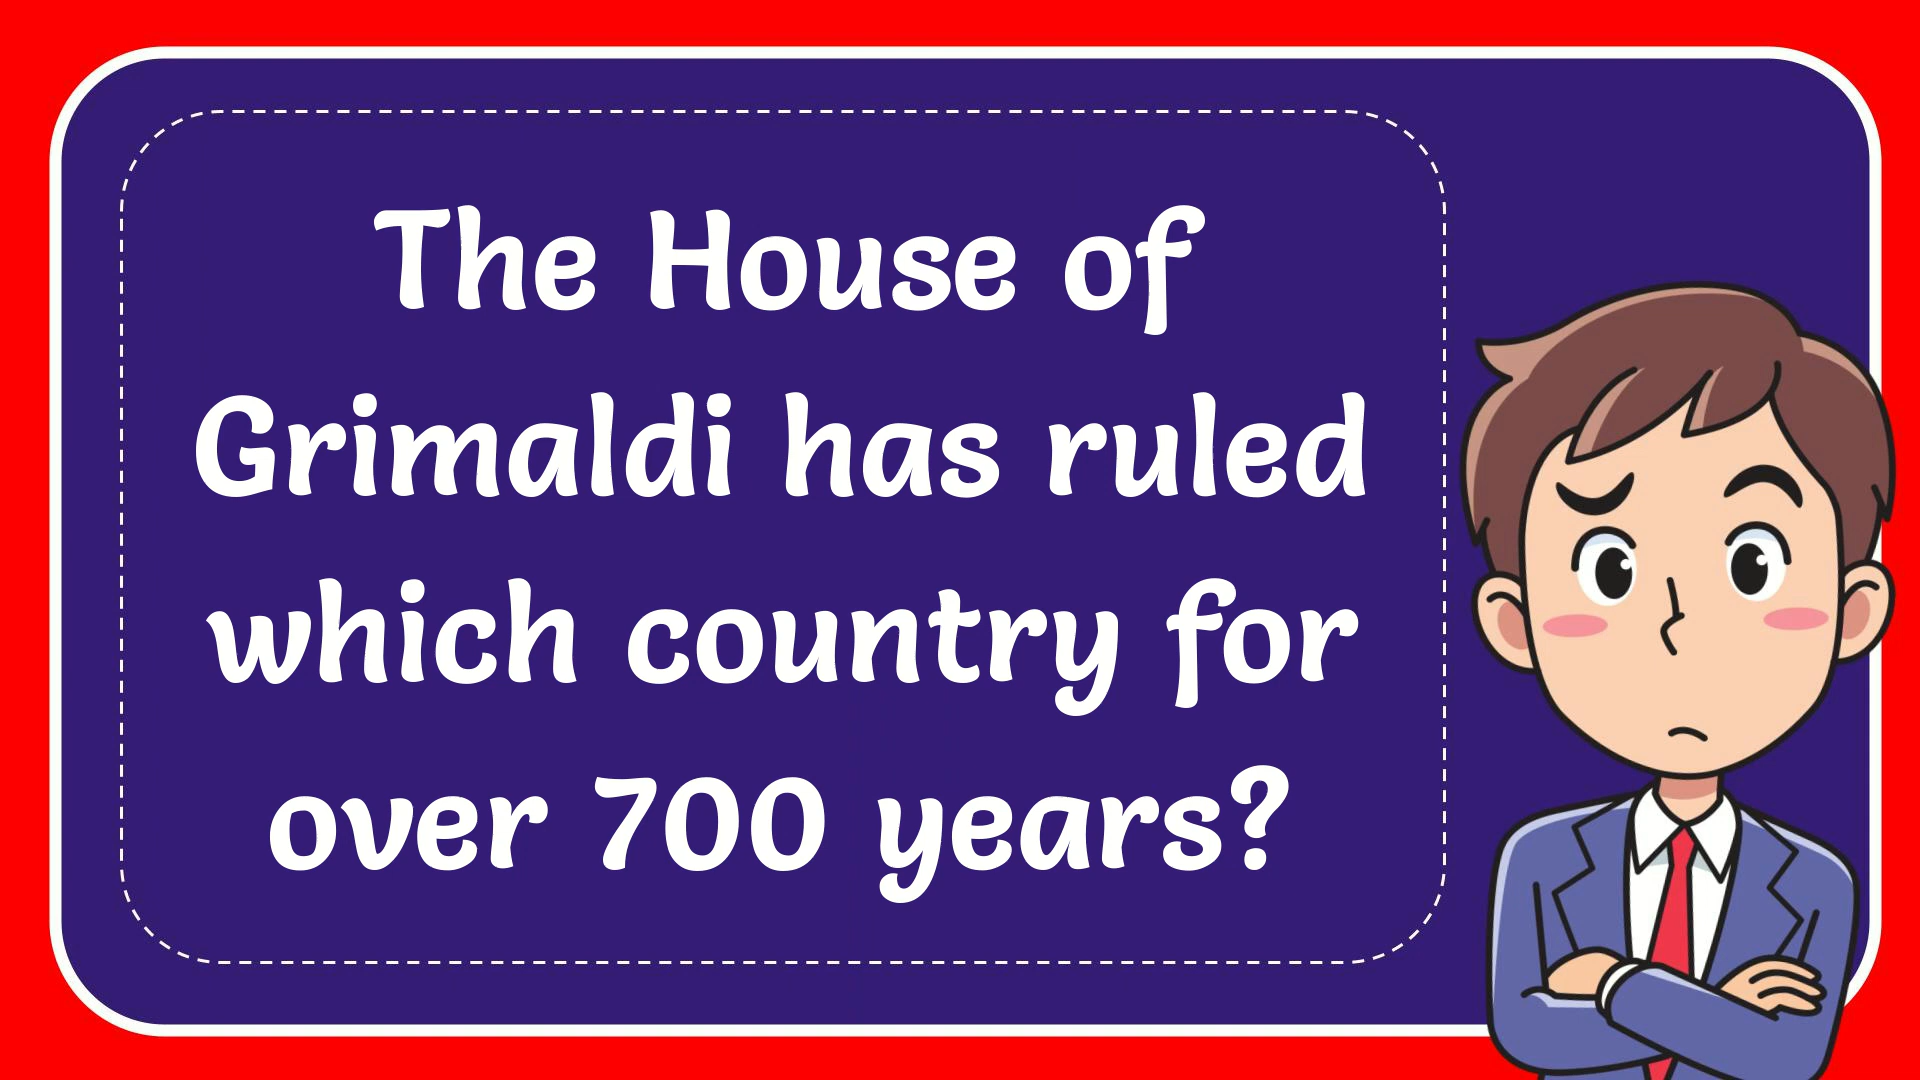 The House of
Grimaldi has ruled
which country for
over 700 years?